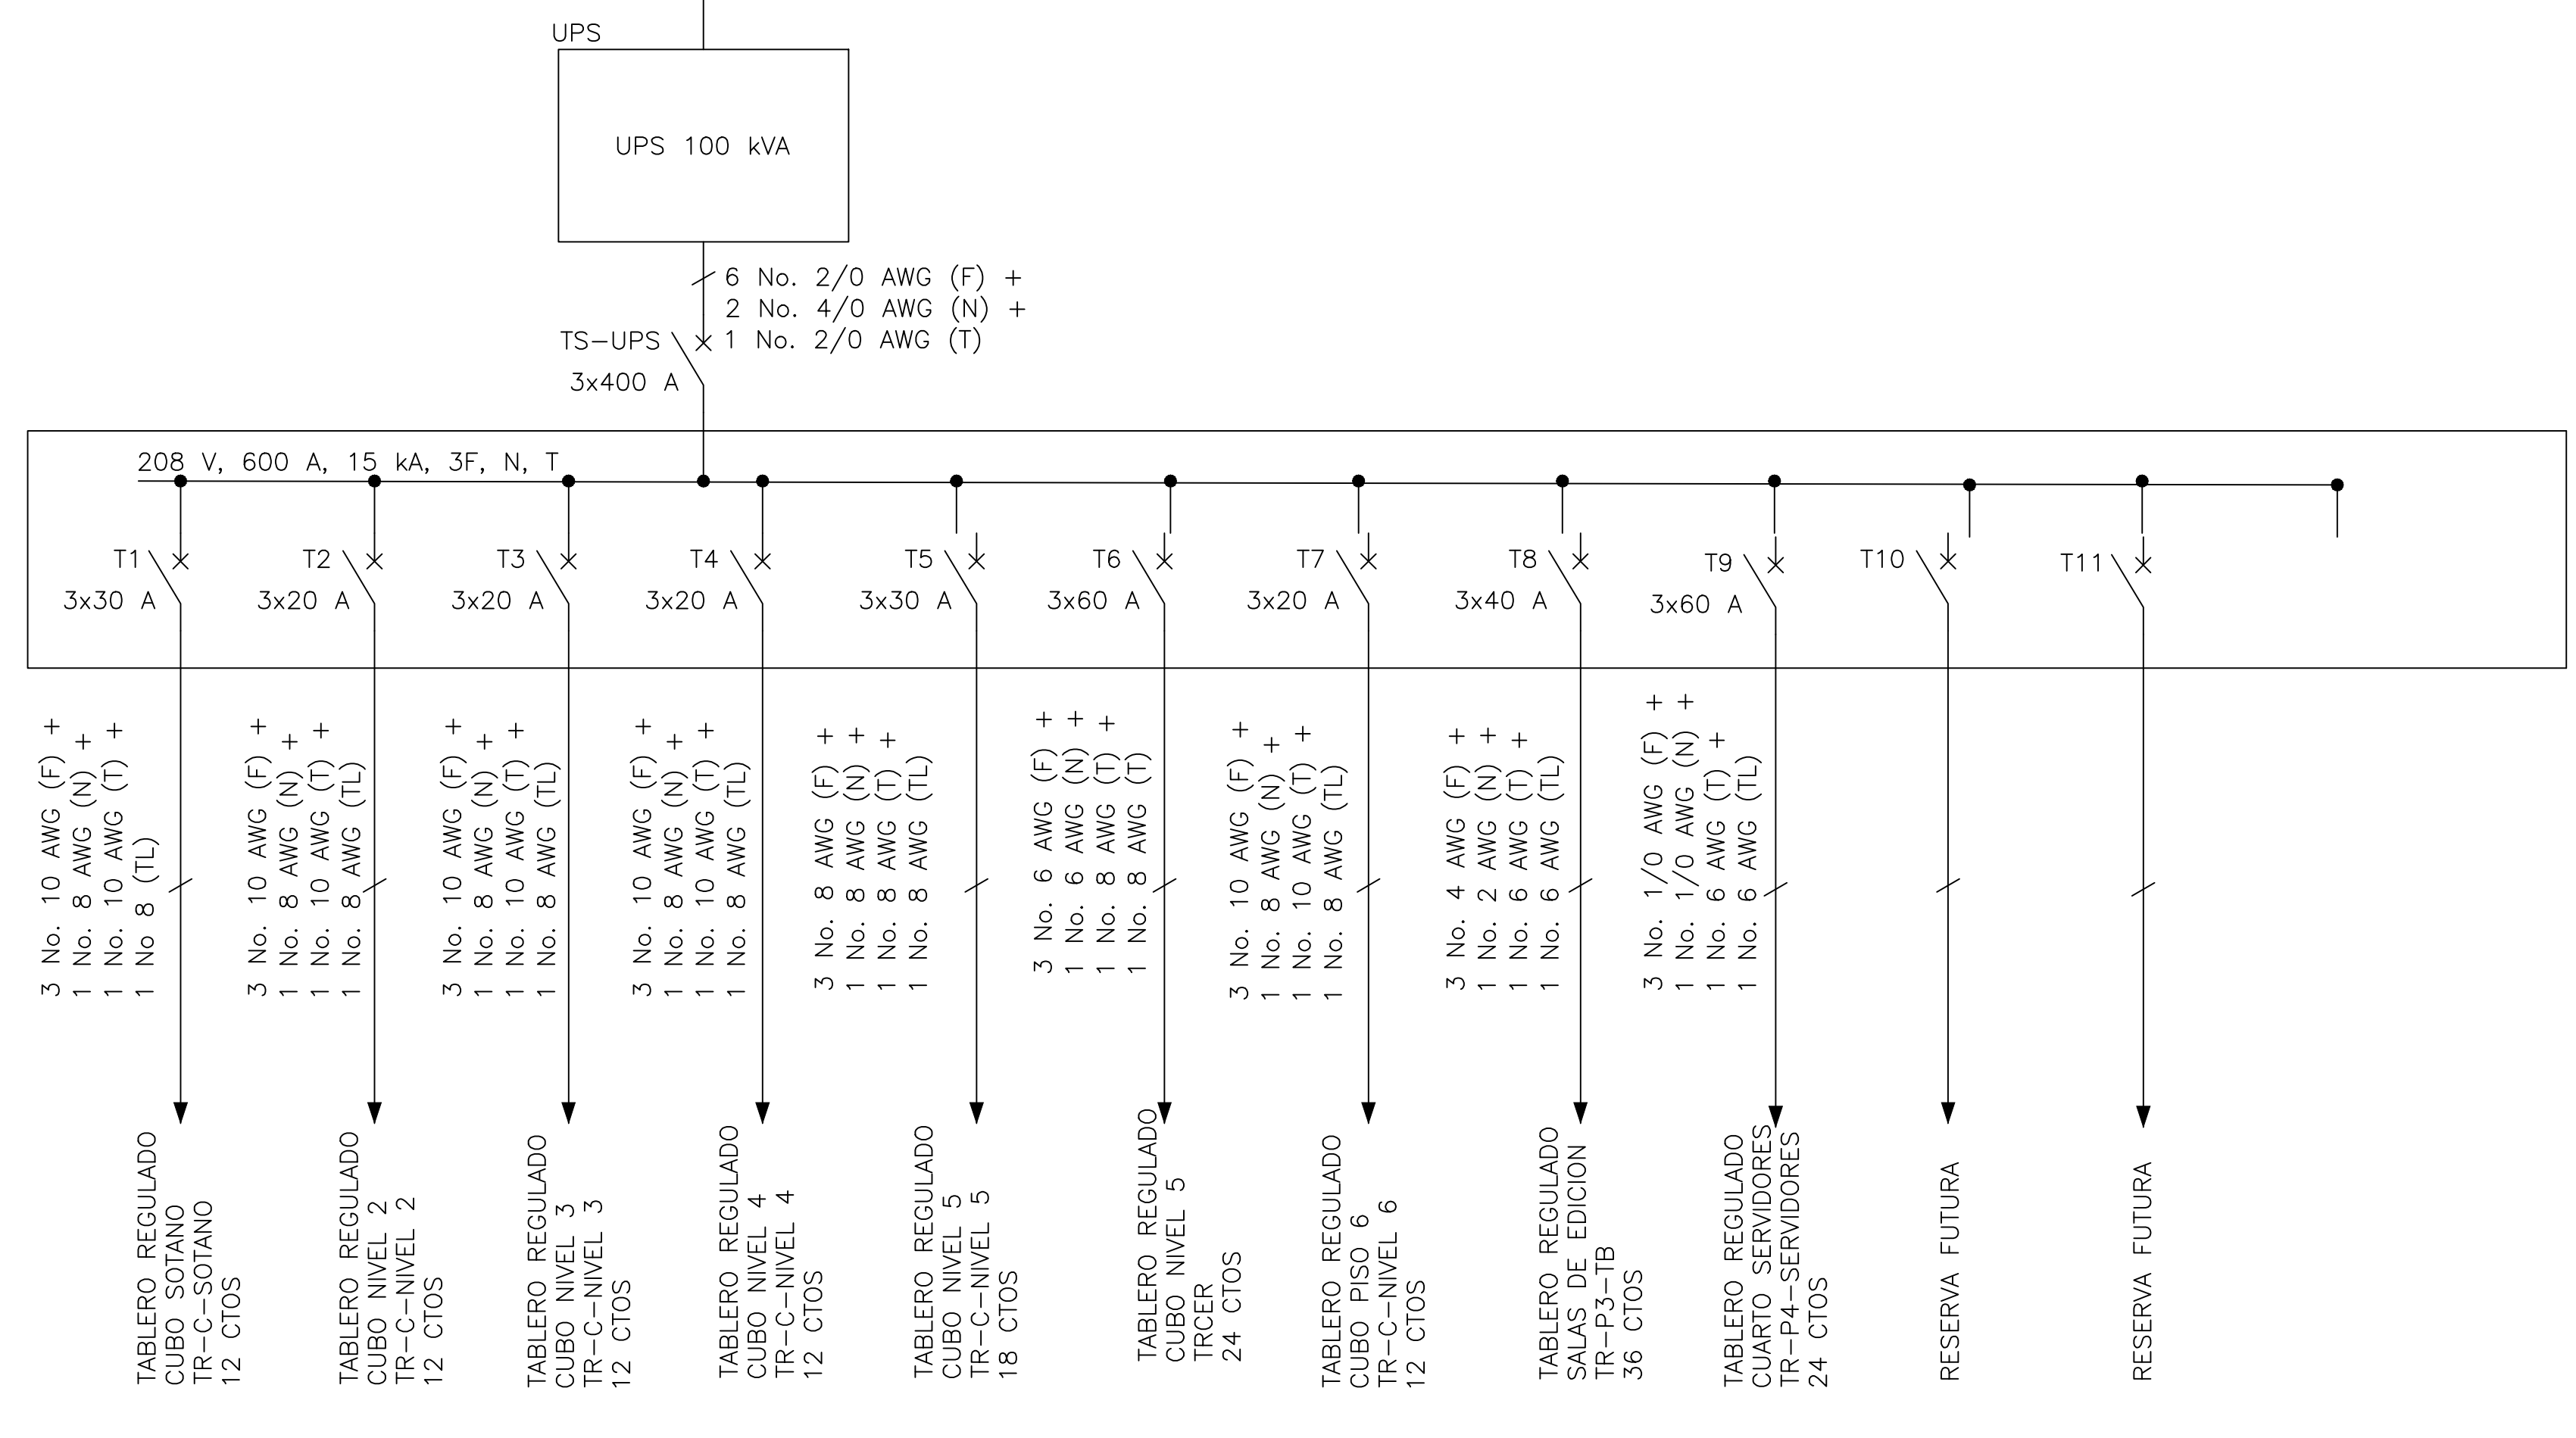 UPS
UPS 100 kVA
6 No. 2/0 AWG (F) +
2 No. 4/0 AWG (N) +
1 No. 2/0 AWG (T)
TS-UPS
3x400 A
208 V, 600 A, 15 kA, 3F, N, T
T1
3x30 A
T2
3x20 A
T3
3x20 A
T4
3x20 A
T5
3x30 A
T6
3x60 A
T7
3x20 A
T8
3x40 A
T9
3x60 A
T10
T11
3 No. 10 AWG (F) +
1 No. 8 AWG (N) +
1 No. 10 AWG (T) +
1 No 8 (TL)
3 No. 10 AWG (F) +
1 No. 8 AWG (N) +
1 No. 10 AWG (T) +
1 No. 8 AWG (TL)
3 No. 10 AWG (F) +
1 No. 8 AWG (N) +
1 No. 10 AWG (T) +
1 No. 8 AWG (TL)
3 No. 10 AWG (F) +
1 No. 8 AWG (N) +
1 No. 10 AWG (T) +
1 No. 8 AWG (TL)
3 No. 8 AWG (F) +
1 No. 8 AWG (N) +
1 No. 8 AWG (T) +
1 No. 8 AWG (TL)
3 No. 6 AWG (F) +
1 No. 6 AWG (N) +
1 No. 8 AWG (T) +
1 No. 8 AWG (T)
3 No. 10 AWG (F) +
1 No. 8 AWG (N) +
1 No. 10 AWG (T) +
1 No. 8 AWG (TL)
3 No. 4 AWG (F) +
1 No. 2 AWG (N) +
1 No. 6 AWG (T) +
1 No. 6 AWG (TL)
3 No. 1/0 AWG (F) +
1 No. 1/0 AWG (N) +
1 No. 6 AWG (T) +
1 No. 6 AWG (TL)
TABLERO REGULADO
CUBO SOTANO
TR-C-SOTANO
12 CTOS
TABLERO REGULADO
CUBO NIVEL 2
TR-C-NIVEL 2
12 CTOS
TABLERO REGULADO
CUBO NIVEL 3
TR-C-NIVEL 3
12 CTOS
TABLERO REGULADO
CUBO NIVEL 4
TR-C-NIVEL 4
12 CTOS
TABLERO REGULADO
CUBO NIVEL 5
TR-C-NIVEL 5
18 CTOS
TABLERO REGULADO
CUBO NIVEL 5
TRCER
24 CTOS
TABLERO REGULADO
CUBO PISO 6
TR-C-NIVEL 6
12 CTOS
TABLERO REGULADO
SALAS DE EDICION
TR-P3-TB
36 CTOS
TABLERO REGULADO
CUARTO SERVIDORES
TR-P4-SERVIDORES
24 CTOS
RESERVA FUTURA
RESERVA FUTURA